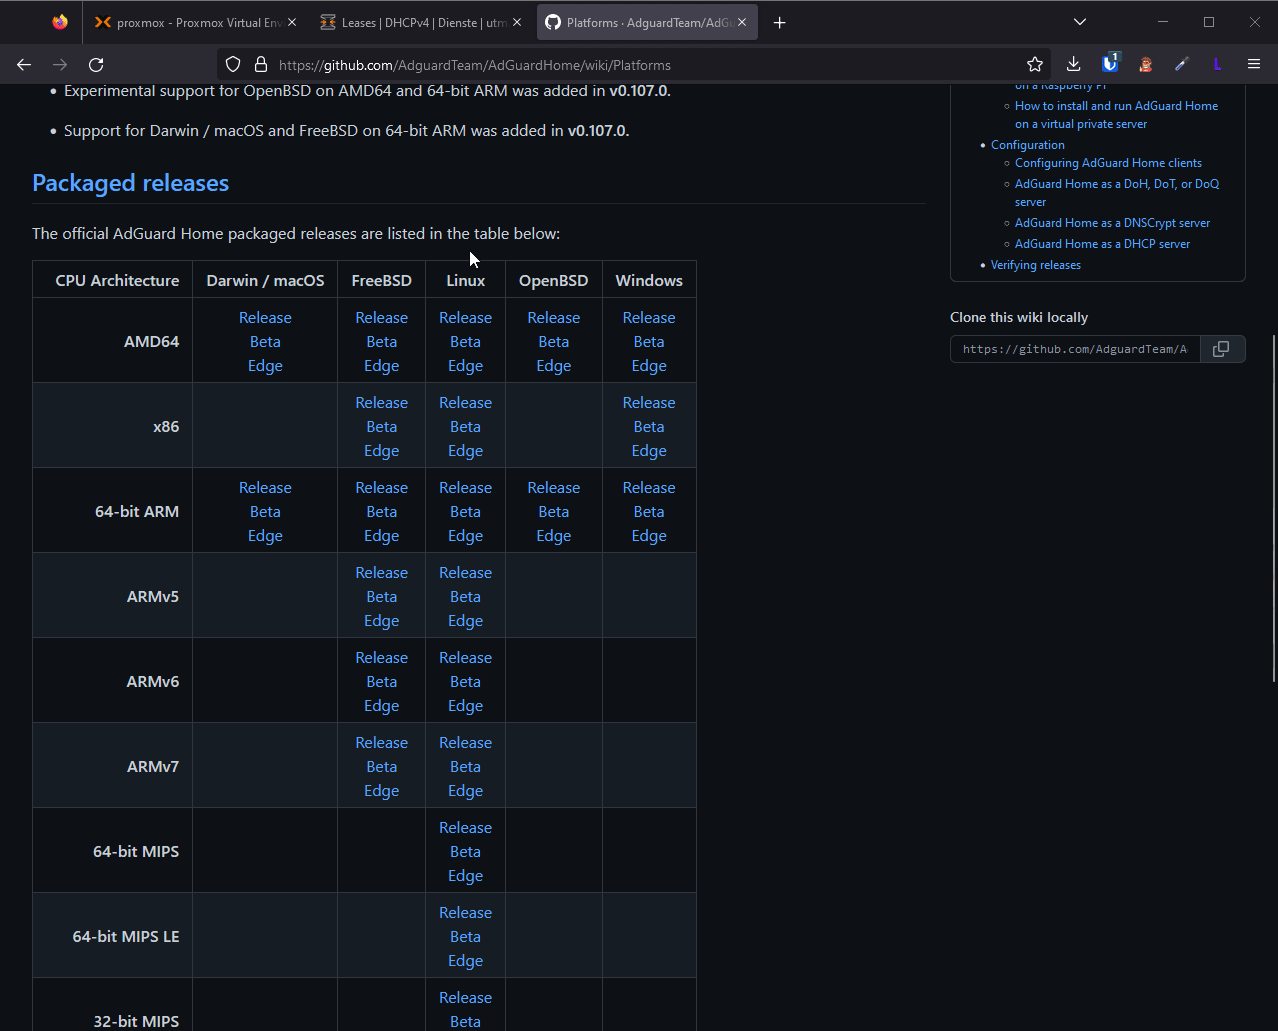 proxmox - Proxmox Virtual Env
Leases | DHCPv4 | Dienste | utm
Platforms · AdguardTeam/AdGu
https://github.com/AdguardTeam/AdGuardHome/wiki/Platforms
1
L
Experimental support for OpenBSD on AMD64 and 64-bit ARM was added in v0.107.0.
Support for Darwin / macOS and FreeBSD on 64-bit ARM was added in v0.107.0.
Packaged releases
The official AdGuard Home packaged releases are listed in the table below:
CPU Architecture Darwin / macOS FreeBSD Linux OpenBSD Windows
Release Release Release Release Release
AMD64 Beta Beta Beta Beta Beta
Edge Edge Edge Edge Edge
Release Release Release
x86 Beta Beta Beta
Edge Edge Edge
Release Release Release Release Release
64-bit ARM Beta Beta Beta Beta Beta
Edge Edge Edge Edge Edge
Release Release
ARMv5 Beta Beta
Edge Edge
Release Release
ARMv6 Beta Beta
Edge Edge
Release Release
ARMv7 Beta Beta
Edge Edge
Release
64-bit MIPS Beta
Edge
Release
64-bit MIPS LE Beta
Edge
Release
32-bit MIPS Beta
on a Raspberry Pi
How to install and run AdGuard Home
on a virtual private server
Configuration
Configuring AdGuard Home clients
AdGuard Home as a DoH, DoT, or DoQ
server
AdGuard Home as a DNSCrypt server
AdGuard Home as a DHCP server
Verifying releases
Clone this wiki locally
https://github.com/AdguardTeam/A